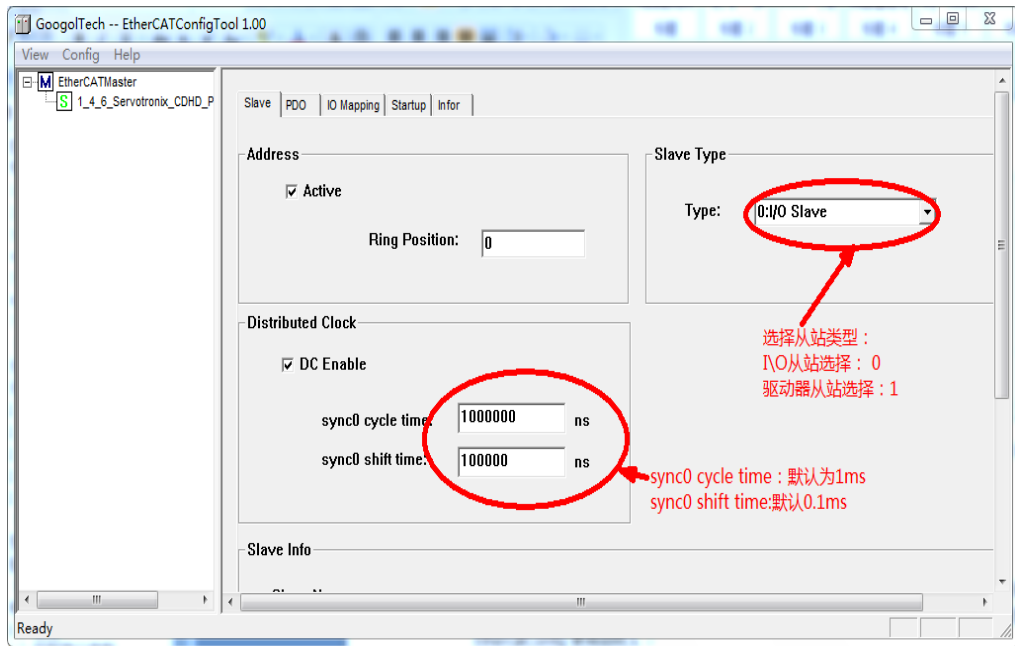 GoogolTech -- EtherCATConfigTool 1.00
View Config Help
EtherCATMaster
1_4_6_Servotronix_CDHD_P
Slave PDO IO Mapping Startup Infor
Address
Active
Ring Position: 0
Slave Type
Type: 0:I/O Slave
选择从站类型：
I\O从站选择： 0
驱动器从站选择：1
Distributed Clock
DC Enable
sync0 cycle time: 1000000 ns
sync0 shift time: 100000 ns
sync0 cycle time：默认为1ms
sync0 shift time:默认0.1ms
Slave Info
Ready